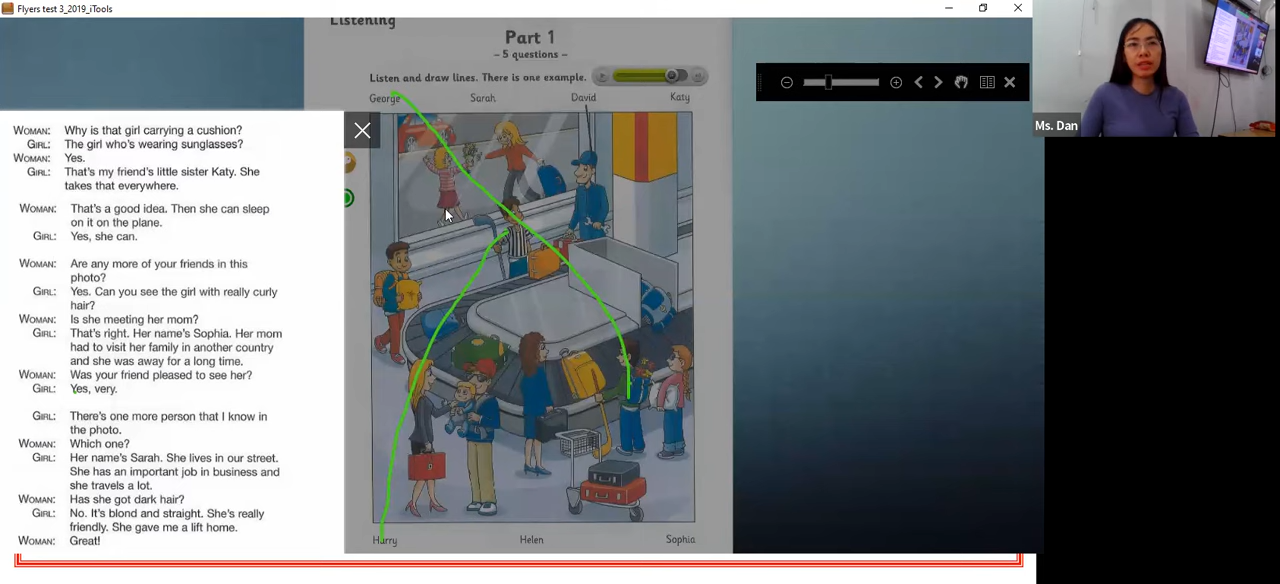 Flyers test 3_2019_iTools
Listening
Part 1
– 5 questions –
Listen and draw lines. There is one example.
George Sarah David Katy
WOMAN: Why is that girl carrying a cushion?
GIRL: The girl who's wearing sunglasses?
WOMAN: Yes.
GIRL: That's my friend's little sister Katy. She
takes that everywhere.
WOMAN: That's a good idea. Then she can sleep
on it on the plane.
GIRL: Yes, she can.
WOMAN: Are any more of your friends in this
photo?
GIRL: Yes. Can you see the girl with really curly
hair?
WOMAN: Is she meeting her mom?
GIRL: That's right. Her name's Sophia. Her mom
had to visit her family in another country
and she was away for a long time.
WOMAN: Was your friend pleased to see her?
GIRL: Yes, very.
GIRL: There's one more person that I know in
the photo.
WOMAN: Which one?
GIRL: Her name's Sarah. She lives in our street.
She has an important job in business and
she travels a lot.
WOMAN: Has she got dark hair?
GIRL: No. It's blond and straight. She's really
friendly. She gave me a lift home.
WOMAN: Great!
Harry Helen Sophia
Ms. Dan